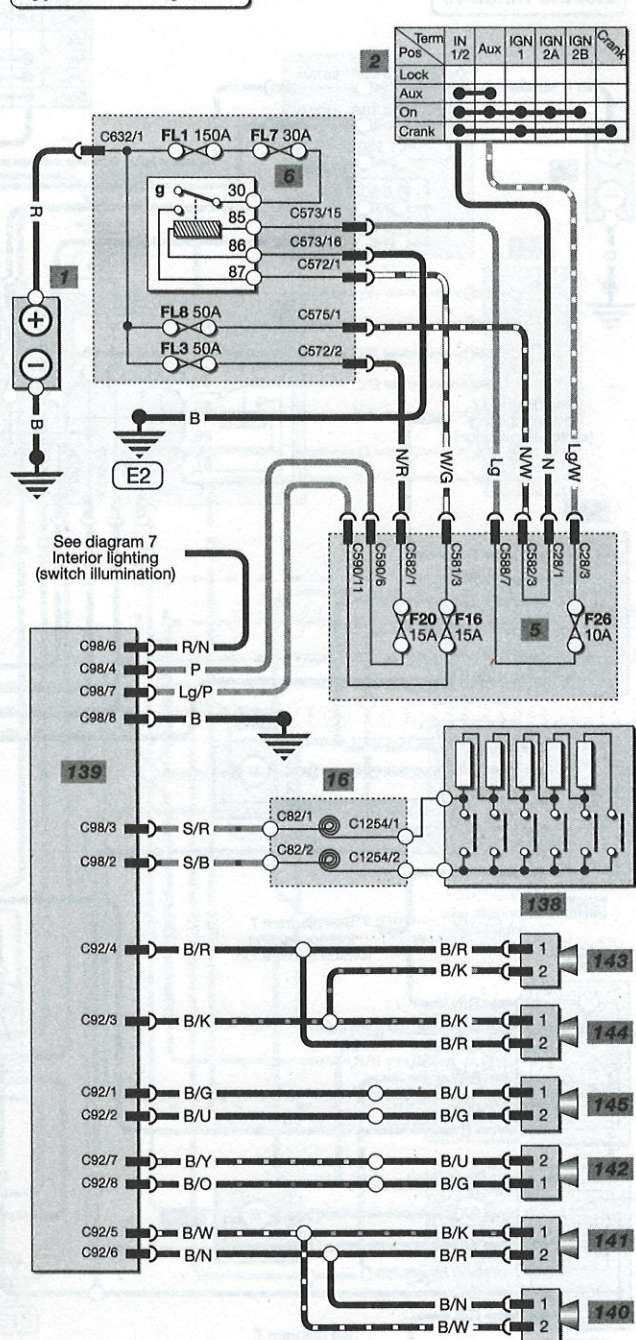 Term Pos IN 1/2 Aux IGN 1 IGN 2A IGN 2B Crank
2
Lock
Aux
On
Crank
C632/1 FL1 150A FL7 30A
6
g 30
85 C573/15
86 C573/16
87 C572/1
FL8 50A C575/1
FL3 50A C572/2
R
1
+
−
B
B
E2
N/R W/G Lg N/W N Lg/W
See diagram 7
Interior lighting
(switch illumination)
C590/11 C590/6 C582/1 C581/3 C588/7 C582/3 C28/1 C28/3
F20 15A F16 15A 5 F26 10A
C98/6 R/N
C98/4 P
C98/7 Lg/P
C98/8 B
139
16
C98/3 S/R C82/1 C1254/1
C98/2 S/B C82/2 C1254/2
138
C92/4 B/R B/R 1
143
B/K 2
C92/3 B/K B/K 1
144
B/R 2
C92/1 B/G B/U 1
145
C92/2 B/U B/G 2
C92/7 B/Y B/U 2
142
C92/8 B/O B/G 1
C92/5 B/W B/K 1
141
C92/6 B/N B/R 2
B/N 1
140
B/W 2